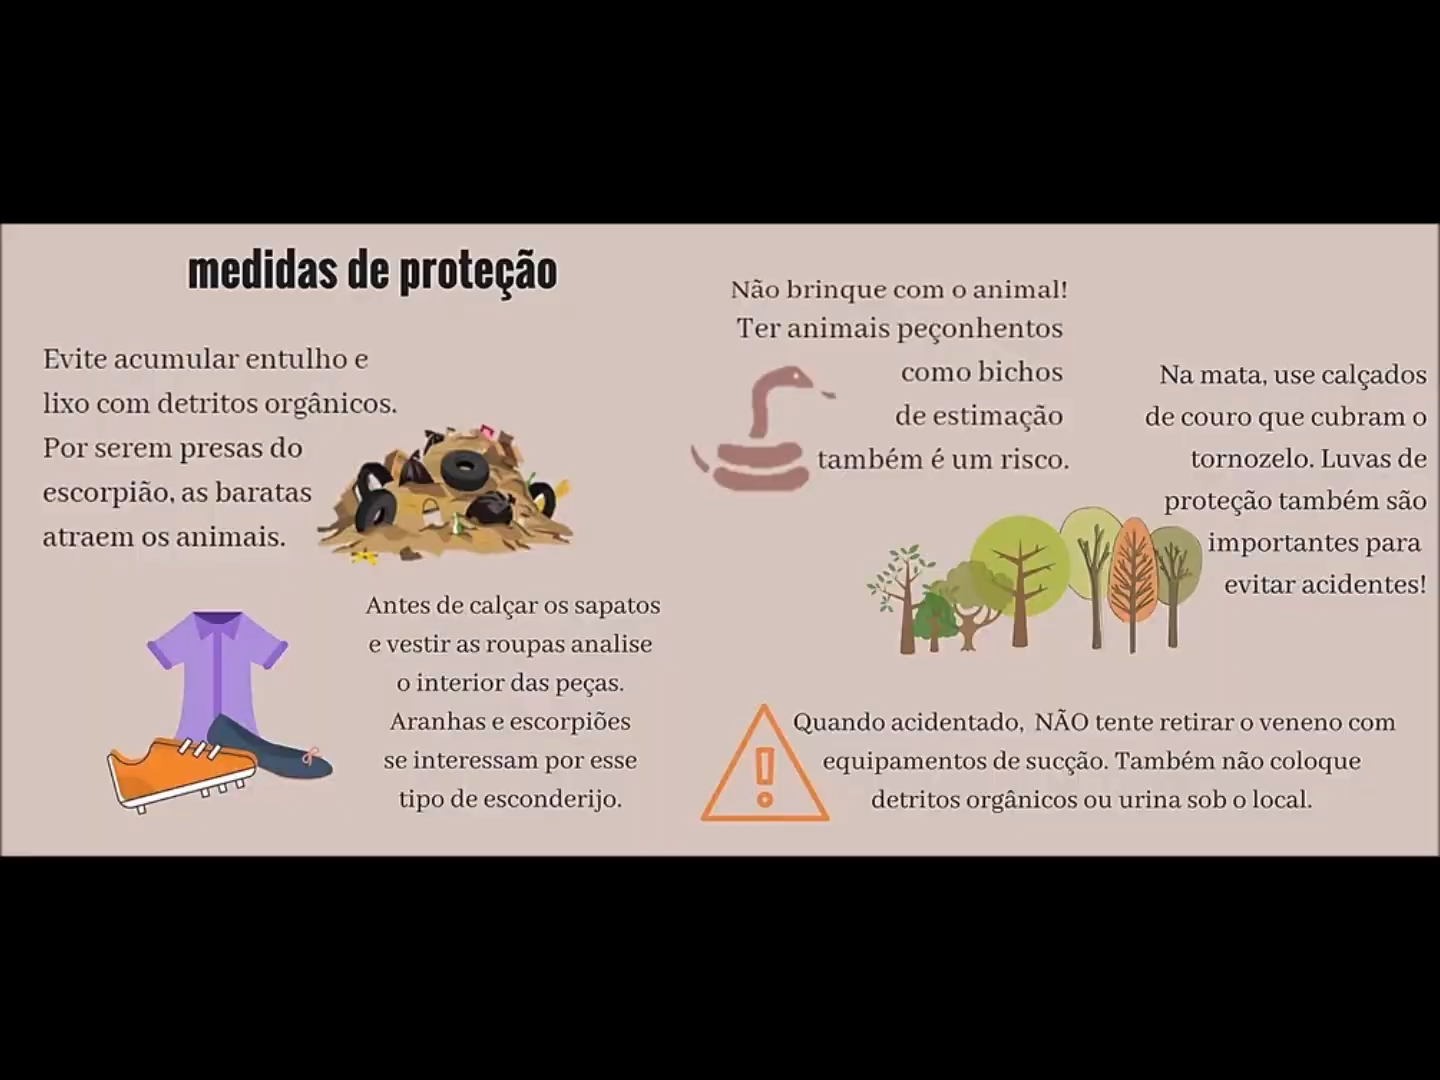 medidas de proteção
Evite acumular entulho e
lixo com detritos orgânicos.
Por serem presas do
escorpião, as baratas
atraem os animais.
Antes de calçar os sapatos
e vestir as roupas analise
o interior das peças.
Aranhas e escorpiões
se interessam por esse
tipo de esconderijo.
Não brinque com o animal!
Ter animais peçonhentos
como bichos
de estimação
também é um risco.
Na mata, use calçados
de couro que cubram o
tornozelo. Luvas de
proteção também são
importantes para
evitar acidentes!
Quando acidentado, NÃO tente retirar o veneno com
equipamentos de sucção. Também não coloque
detritos orgânicos ou urina sob o local.